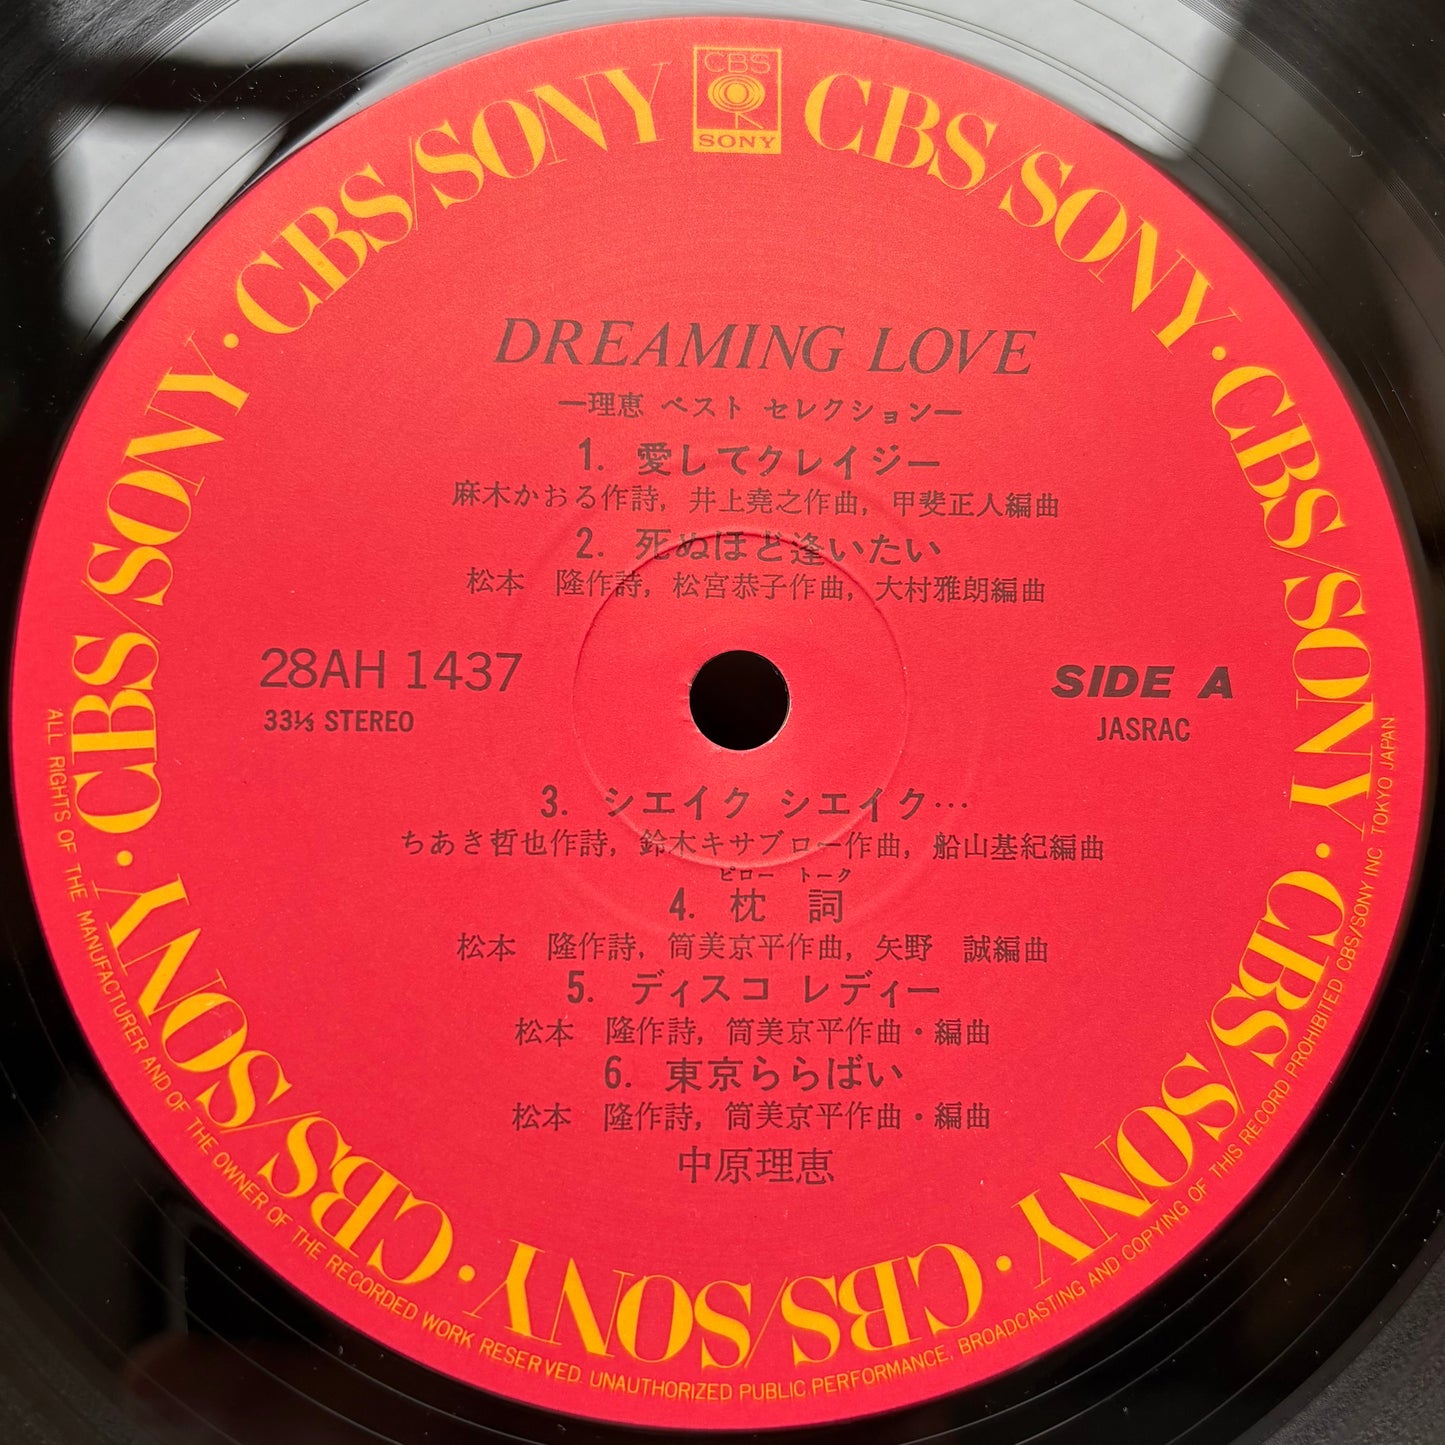 CBS
SONY
CBS/SONY · CBS/SONY · CBS/SONY · CBS/SONY · CBS/SONY · CBS/SONY · CBS/SONY · CBS/SONY
DREAMING LOVE
—理恵 ベスト セレクション—
1. 愛してクレイジー
麻木かおる作詩, 井上堯之作曲, 甲斐正人編曲
2. 死ぬほど逢いたい
松本 隆作詩, 松宮恭子作曲, 大村雅朗編曲
28AH 1437
33⅓ STEREO
SIDE A
JASRAC
3. シエイク シエイク…
ちあき哲也作詩, 鈴木キサブロー作曲, 船山基紀編曲
ピロー トーク
4. 枕 詞
松本 隆作詩, 筒美京平作曲, 矢野 誠編曲
5. ディスコ レディー
松本 隆作詩, 筒美京平作曲・編曲
6. 東京ららばい
松本 隆作詩, 筒美京平作曲・編曲
中原理恵
ALL RIGHTS OF THE MANUFACTURER AND OF THE OWNER OF THE RECORDED WORK RESERVED. UNAUTHORIZED PUBLIC PERFORMANCE, BROADCASTING AND COPYING OF THIS RECORD PROHIBITED CBS/SONY INC TOKYO JAPAN